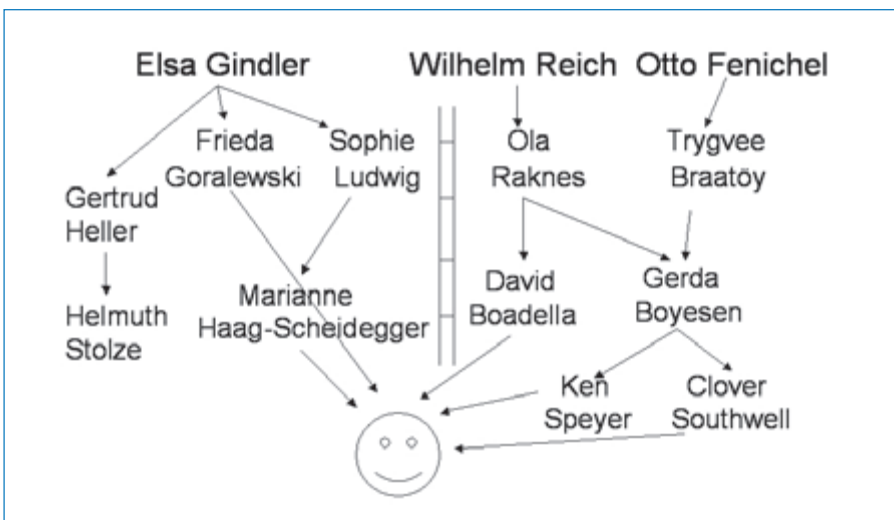 Elsa Gindler
Wilhelm Reich
Otto Fenichel
Frieda
Goralewski
Sophie
Ludwig
Ola
Raknes
Trygvee
Braatöy
Gertrud
Heller
Marianne
Haag-Scheidegger
David
Boadella
Gerda
Boyesen
Helmuth
Stolze
Ken
Speyer
Clover
Southwell